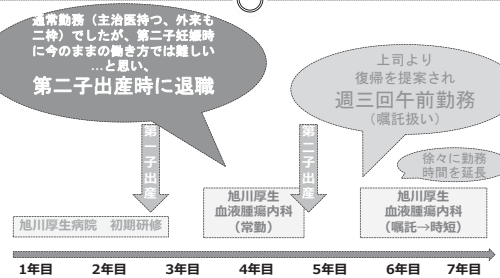 通常勤務（主治医持つ、外来も
二枠）でしたが、第二子妊娠時
に今のままの働き方では難しい
…と思い、
第二子出産時に退職
上司より
復帰を提案され
週三回午前勤務
（嘱託扱い）
徐々に勤務
時間を延長
第一子出産
第二子出産
旭川厚生病院　初期研修
旭川厚生
血液腫瘍内科
（常勤）
旭川厚生
血液腫瘍内科
（嘱託→時短）
1年目
2年目
3年目
4年目
5年目
6年目
7年目